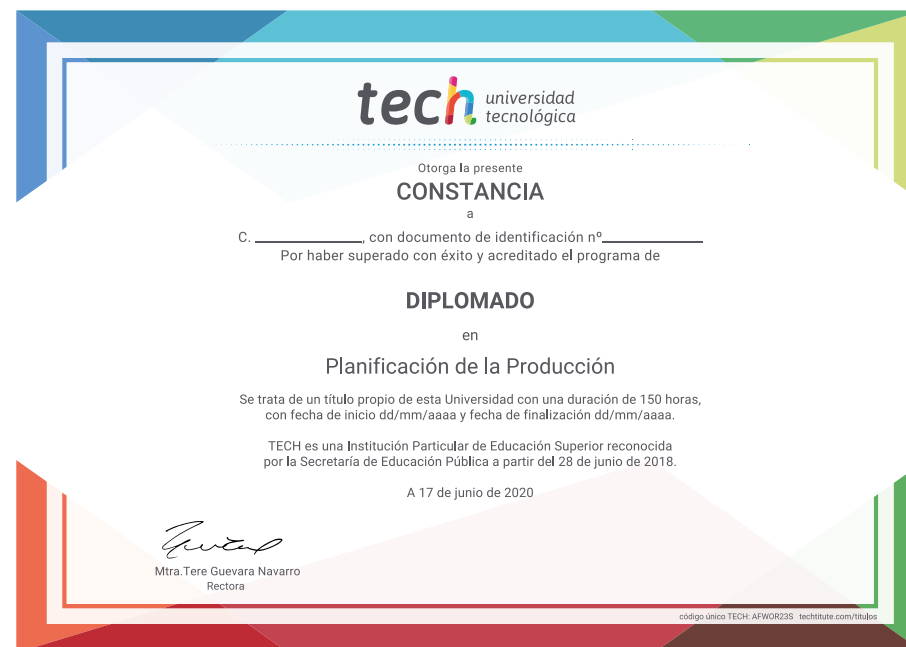 tech universidad
tecnológica
Otorga la presente
CONSTANCIA
a
C. ____________, con documento de identificación nº____________
Por haber superado con éxito y acreditado el programa de
DIPLOMADO
en
Planificación de la Producción
Se trata de un título propio de esta Universidad con una duración de 150 horas,
con fecha de inicio dd/mm/aaaa y fecha de finalización dd/mm/aaaa.
TECH es una Institución Particular de Educación Superior reconocida
por la Secretaría de Educación Pública a partir del 28 de junio de 2018.
A 17 de junio de 2020
Mtra.Tere Guevara Navarro
Rectora
código único TECH: AFWOR23S techtitute.com/titulos